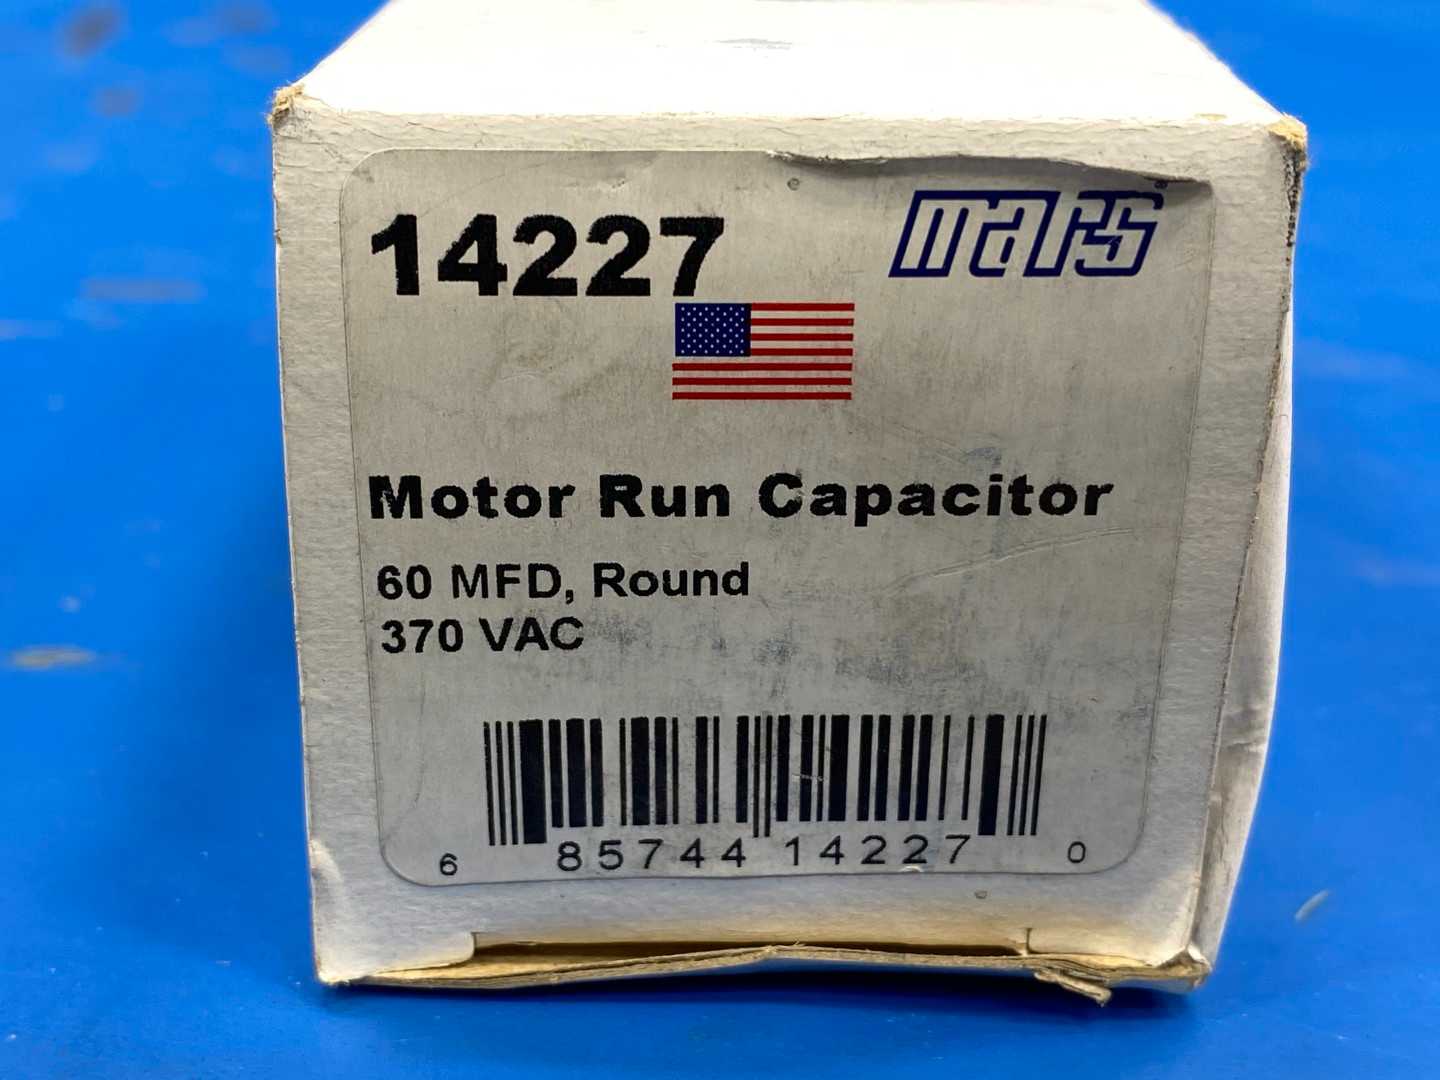 14227
mars®
Motor Run Capacitor
60 MFD, Round
370 VAC
6 85744 14227 0